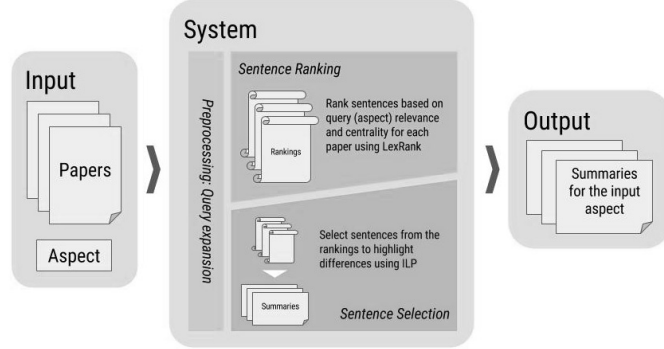 Input
Papers
Aspect
System
Preprocessing: Query expansion
Sentence Ranking
Rankings
Rank sentences based on
query (aspect) relevance
and centrality for each
paper using LexRank
Select sentences from the
rankings to highlight
differences using ILP
Summaries
Sentence Selection
Output
Summaries
for the input
aspect